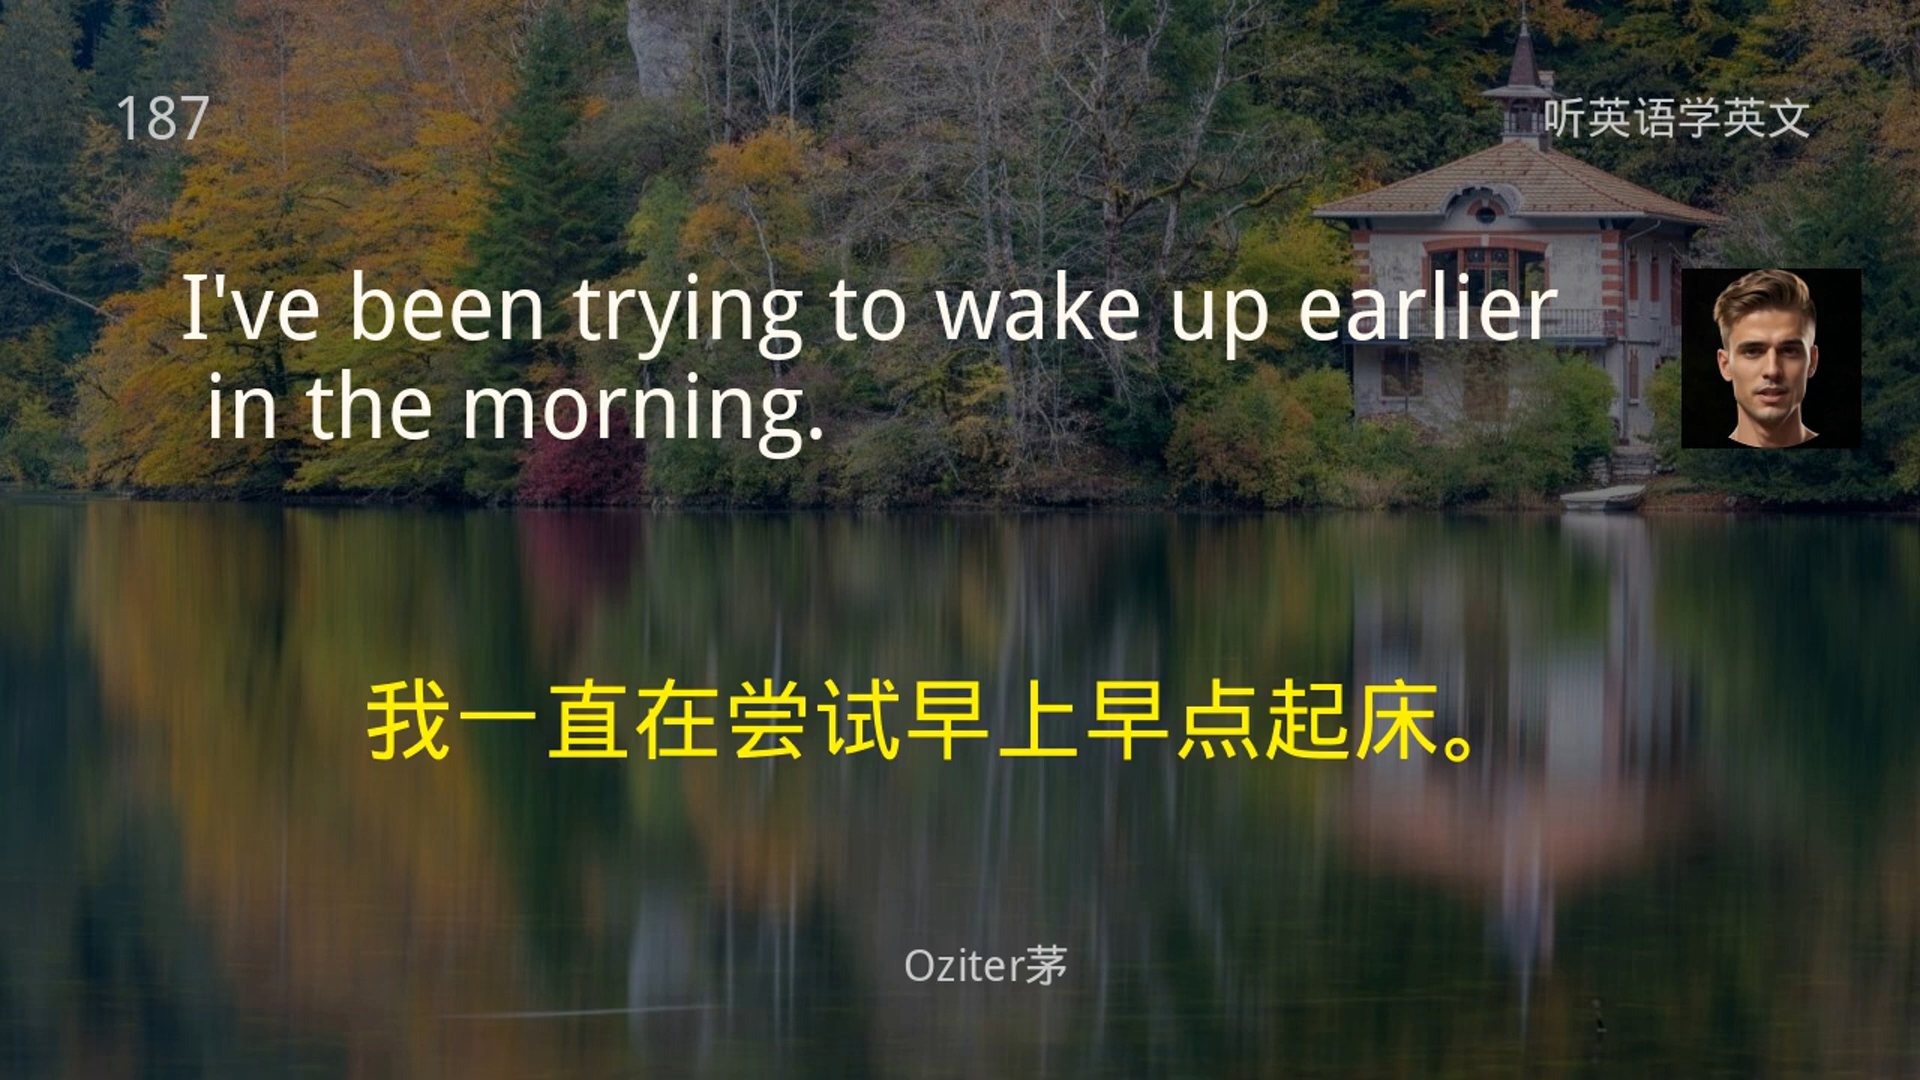 187
听英语学英文
I've been trying to wake up earlier
in the morning.
我一直在尝试早上早点起床。
Oziter茅